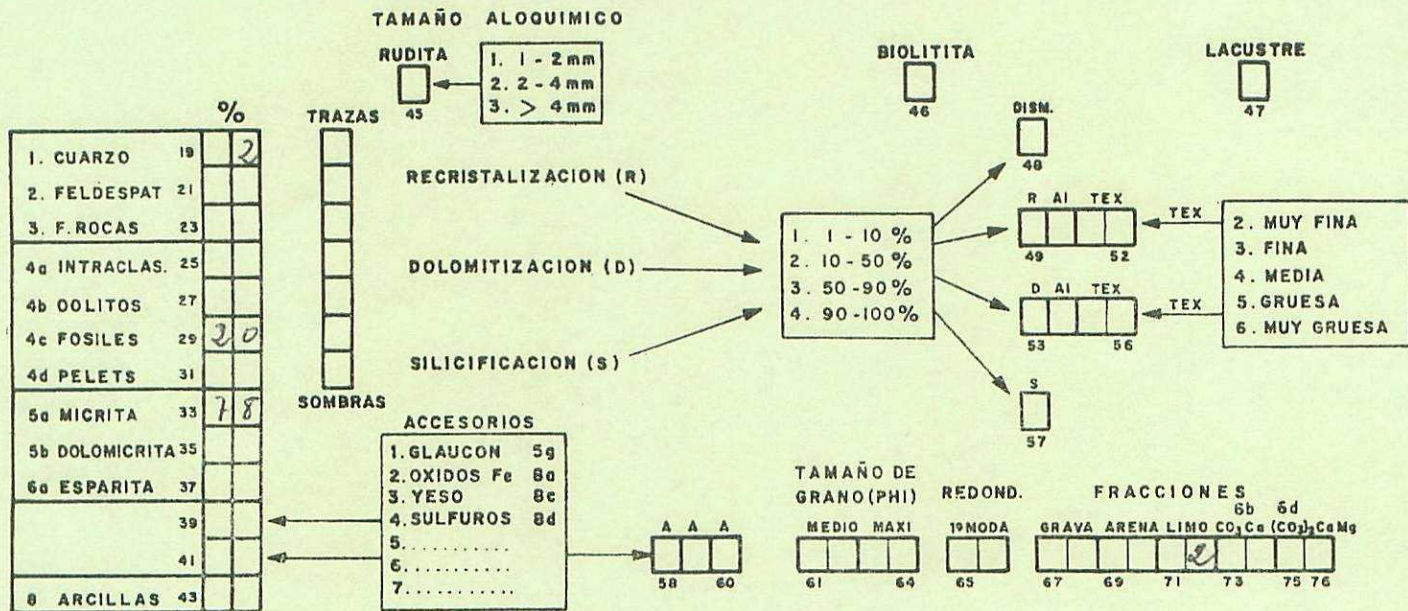 TAMAÑO ALOQUIMICO
RUDITA
45
1. 1 - 2 mm
2. 2 - 4 mm
3. > 4 mm
BIOLITITA
46
LACUSTRE
47
%
TRAZAS
DISM.
48
1. CUARZO 19 2
2. FELDESPAT 21
3. F. ROCAS 23
4a INTRACLAS. 25
4b OOLITOS 27
4c FOSILES 29 2 0
4d PELETS 31
5a MICRITA 33 7 8
5b DOLOMICRITA 35
6a ESPARITA 37
39
41
8 ARCILLAS 43
SOMBRAS
RECRISTALIZACION (R)
DOLOMITIZACION (D)
SILICIFICACION (S)
1. 1 - 10 %
2. 10 - 50 %
3. 50 - 90 %
4. 90 - 100 %
R AI TEX
49 52
TEX
D AI TEX
53 56
TEX
2. MUY FINA
3. FINA
4. MEDIA
5. GRUESA
6. MUY GRUESA
S
57
ACCESORIOS
1. GLAUCON 5g
2. OXIDOS Fe 8a
3. YESO 8c
4. SULFUROS 8d
5. ..........
6. ..........
7. ..........
A A A
58 60
TAMAÑO DE
GRANO (PHI)
MEDIO MAXI
61 64
REDOND.
1º MODA
65
FRACCIONES
6b 6d
GRAVA ARENA LIMO CO₃Ca (CO₃)₂CaMg
2
67 69 71 73 75 76